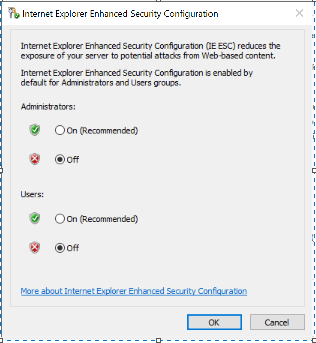 Internet Explorer Enhanced Security Configuration
Internet Explorer Enhanced Security Configuration (IE ESC) reduces the
exposure of your server to potential attacks from Web-based content.
Internet Explorer Enhanced Security Configuration is enabled by
default for Administrators and Users groups.
Administrators:
On (Recommended)
Off
Users:
On (Recommended)
Off
More about Internet Explorer Enhanced Security Configuration
OK Cancel